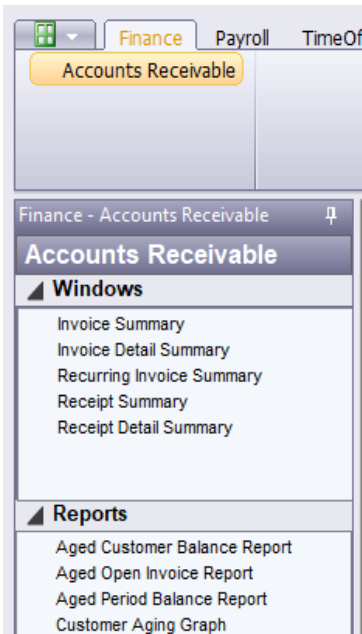 Finance Payroll TimeOf
Accounts Receivable
Finance - Accounts Receivable
Accounts Receivable
Windows
Invoice Summary
Invoice Detail Summary
Recurring Invoice Summary
Receipt Summary
Receipt Detail Summary
Reports
Aged Customer Balance Report
Aged Open Invoice Report
Aged Period Balance Report
Customer Aging Graph